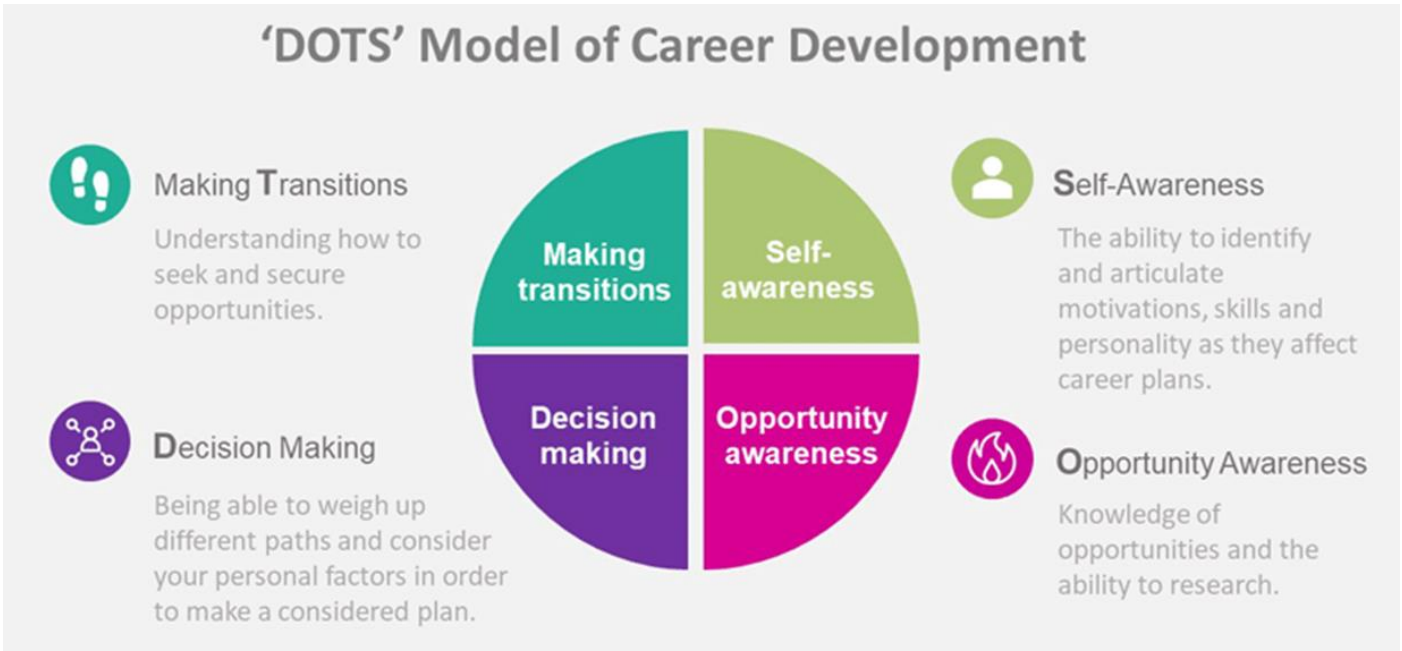 ‘DOTS’ Model of Career Development
Making Transitions
Understanding how to
seek and secure
opportunities.
Decision Making
Being able to weigh up
different paths and consider
your personal factors in order
to make a considered plan.
Making
transitions
Self-
awareness
Decision
making
Opportunity
awareness
Self-Awareness
The ability to identify
and articulate
motivations, skills and
personality as they affect
career plans.
Opportunity Awareness
Knowledge of
opportunities and the
ability to research.